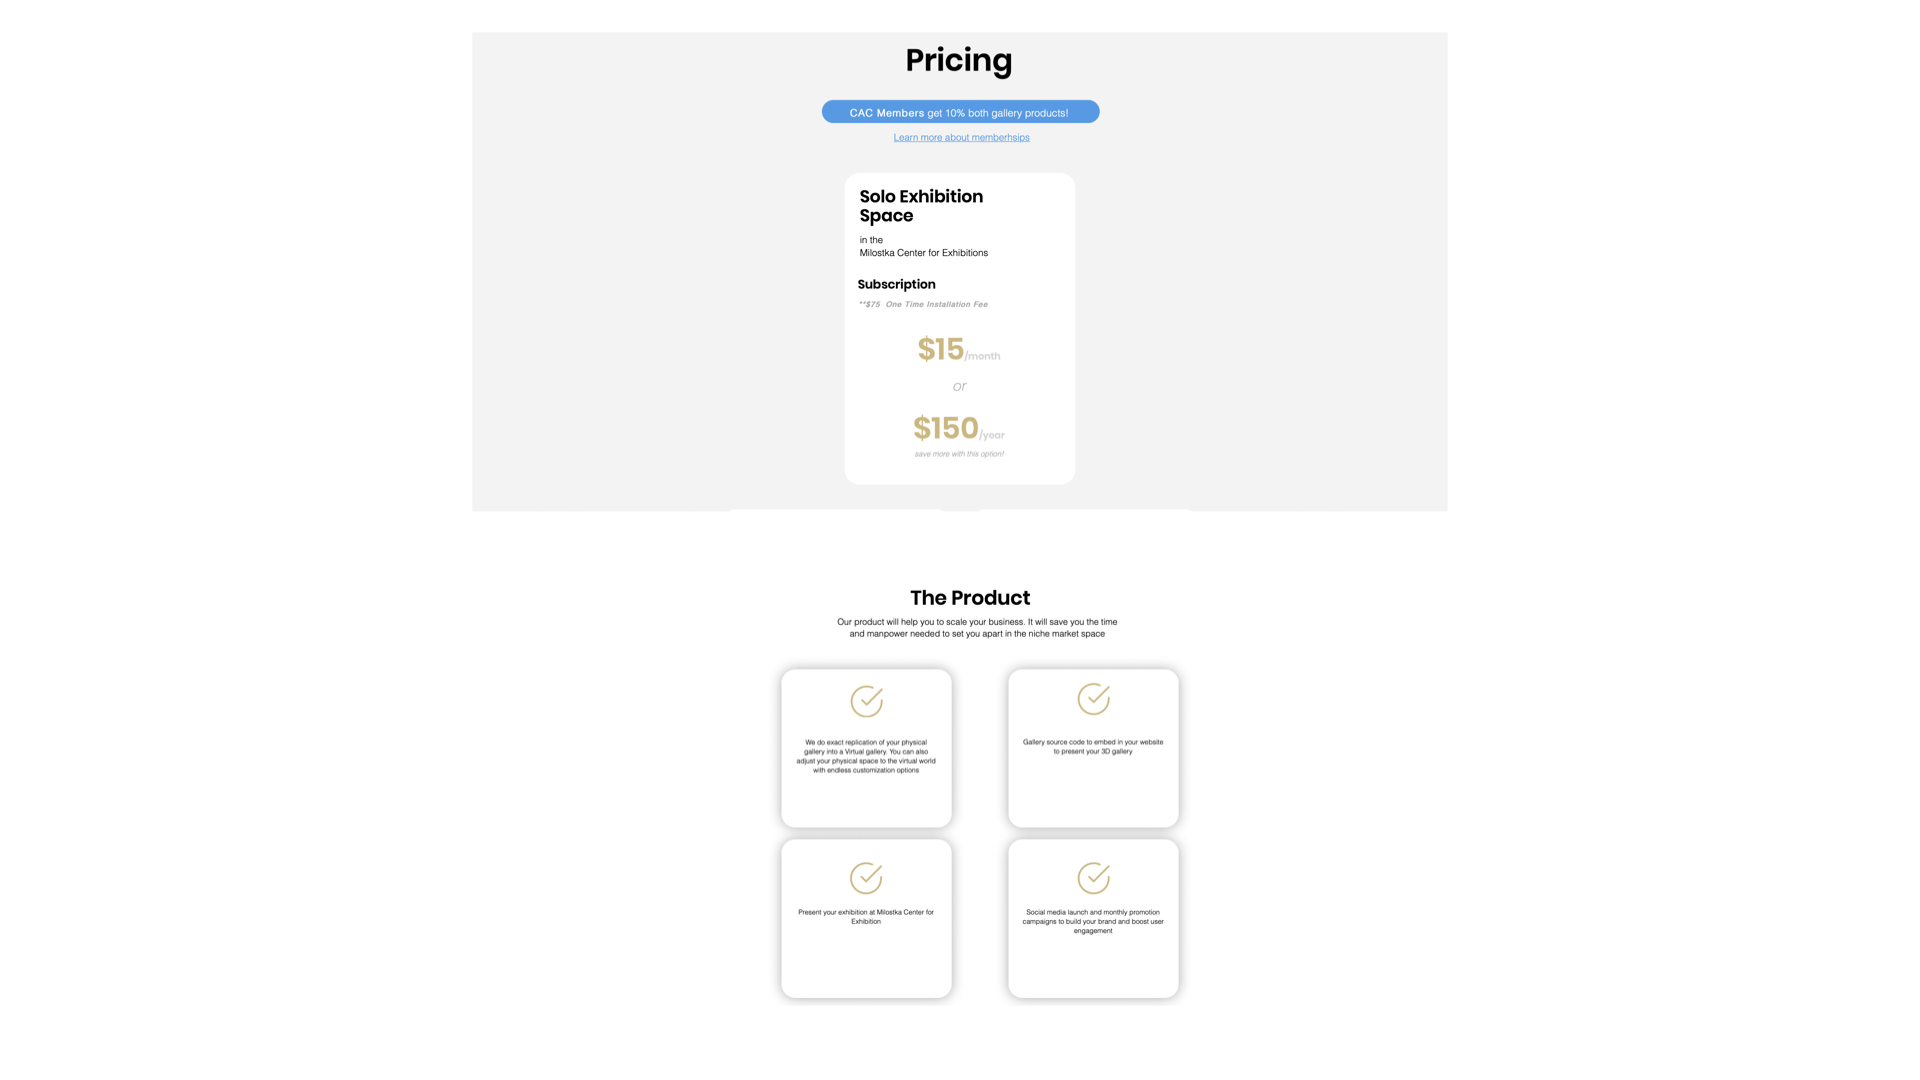 Pricing
CAC Members get 10% both gallery products!
Learn more about memberhsips
Solo Exhibition
Space
in the
Milostka Center for Exhibitions
Subscription
**$75 One Time Installation Fee
$15/month
or
$150/year
save more with this option!
The Product
Our product will help you to scale your business. It will save you the time
and manpower needed to set you apart in the niche market space
We do exact replication of your physical
gallery into a Virtual gallery. You can also
adjust your physical space to the virtual world
with endless customization options
Gallery source code to embed in your website
to present your 3D gallery
Present your exhibition at Milostka Center for
Exhibition
Social media launch and monthly promotion
campaigns to build your brand and boost user
engagement